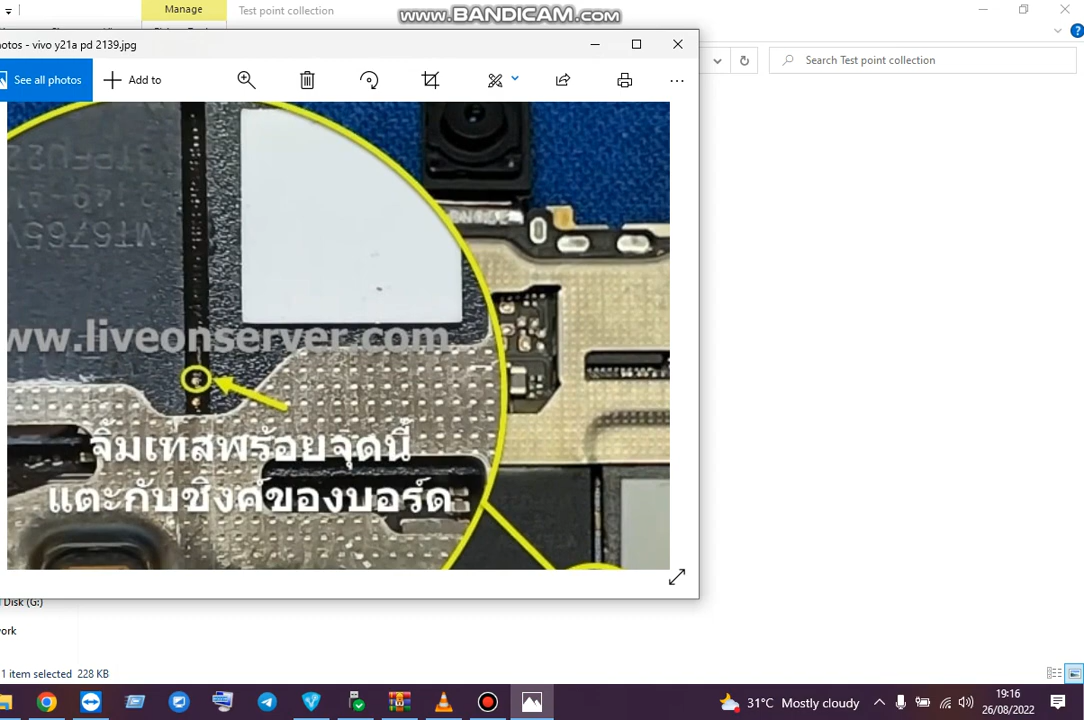 Manage
Test point collection
WWW.BANDICAM.COM
hotos - vivo y21a pd 2139.jpg
See all photos
Add to
Search Test point collection
MT6765V
ww.liveonserver.com
จิ้มเทสพร้อยจุดนี้
แตะกับชิงค์ของบอร์ด
Disk (G:)
work
1 item selected 228 KB
31°C Mostly cloudy
19:16
26/08/2022